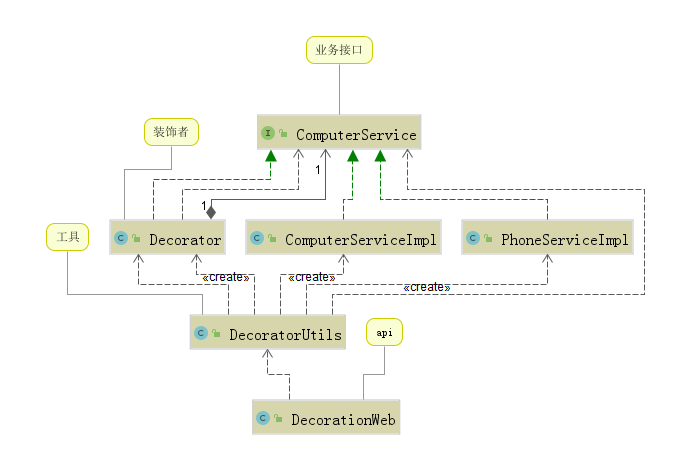 业务接口
装饰者
I ComputerService
1
1
工具
C Decorator
C ComputerServiceImpl
C PhoneServiceImpl
«create»
«create»
«create»
C DecoratorUtils
api
C DecorationWeb